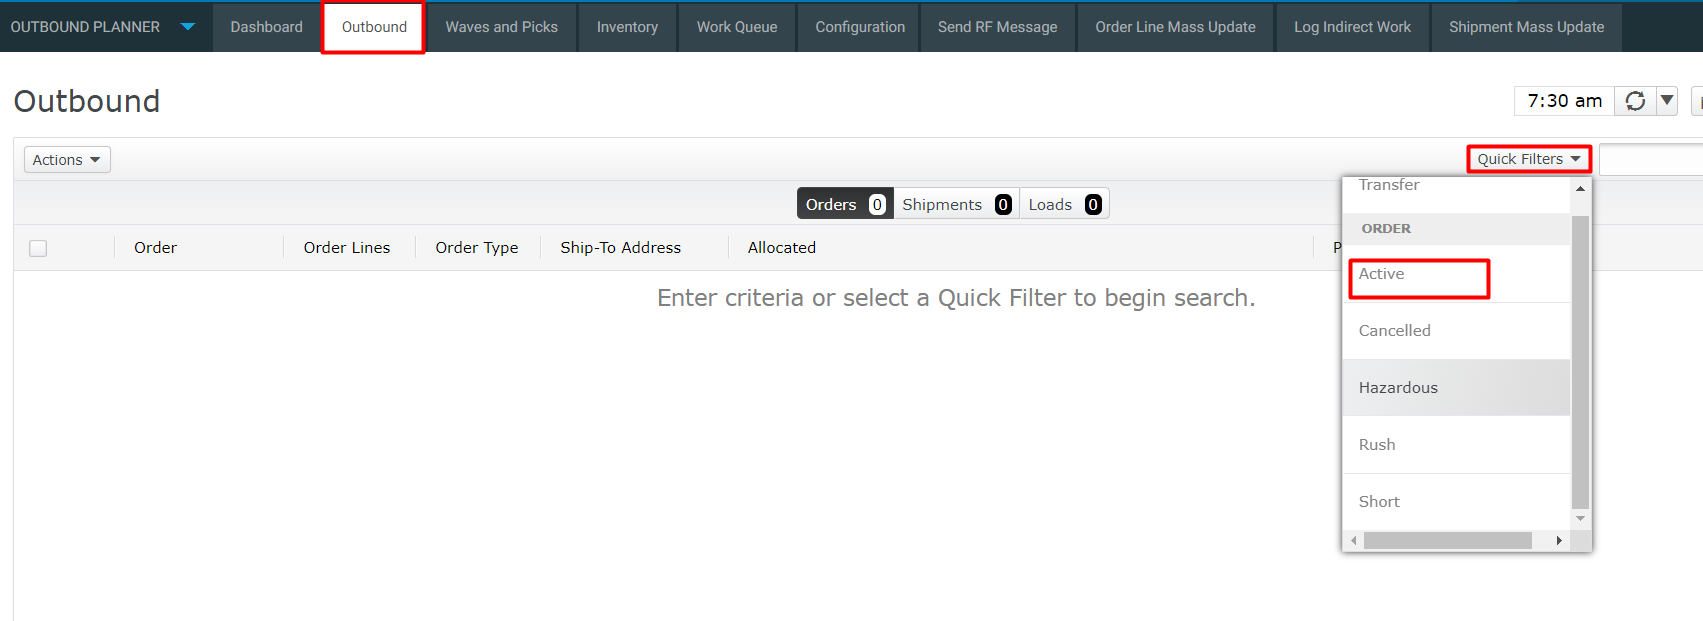 OUTBOUND PLANNER Dashboard Outbound Waves and Picks Inventory Work Queue Configuration Send RF Message Order Line Mass Update Log Indirect Work Shipment Mass Update
Outbound
7:30 am
Actions
Quick Filters
Orders 0 Shipments 0 Loads 0
Order Order Lines Order Type Ship-To Address Allocated P
Enter criteria or select a Quick Filter to begin search.
Transfer
ORDER
Active
Cancelled
Hazardous
Rush
Short